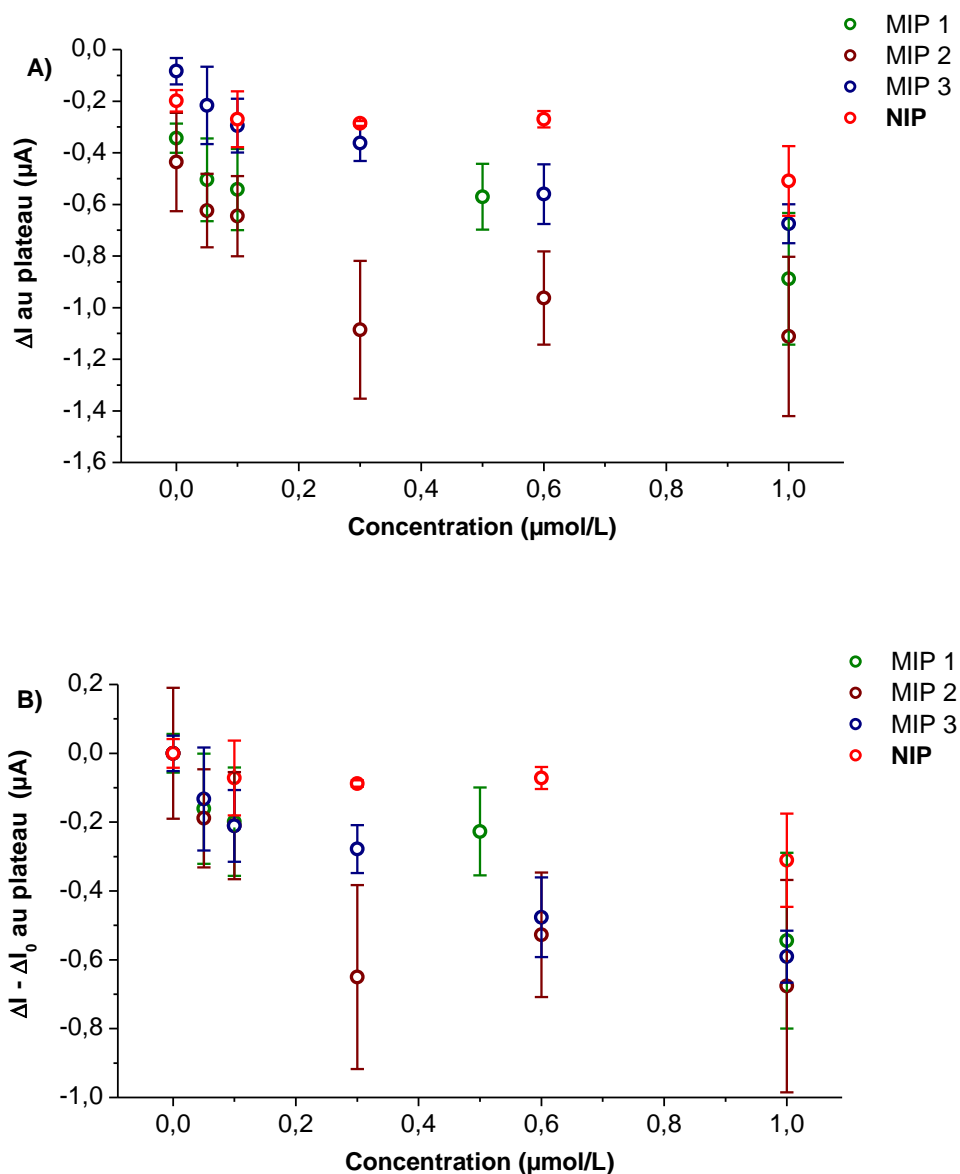 A)
MIP 1
MIP 2
MIP 3
NIP
ΔI au plateau (µA)
0,0
-0,2
-0,4
-0,6
-0,8
-1,0
-1,2
-1,4
-1,6
0,0 0,2 0,4 0,6 0,8 1,0
Concentration (µmol/L)
B)
MIP 1
MIP 2
MIP 3
NIP
ΔI - ΔI0 au plateau (µA)
0,2
0,0
-0,2
-0,4
-0,6
-0,8
-1,0
0,0 0,2 0,4 0,6 0,8 1,0
Concentration (µmol/L)